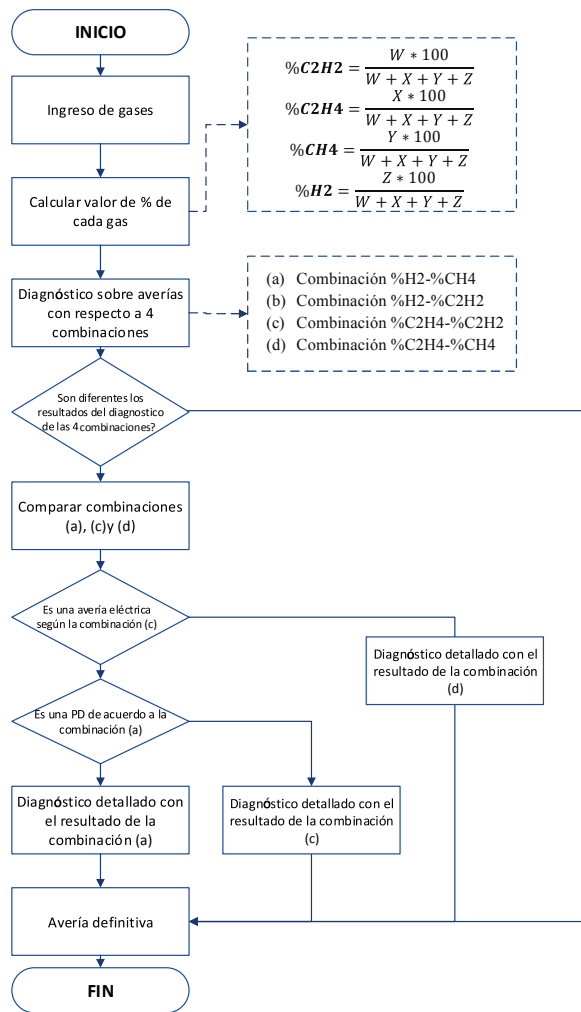 INICIO
Ingreso de gases
Calcular valor de % de
cada gas
%C2H2 = W * 100 / W + X + Y + Z
%C2H4 = X * 100 / W + X + Y + Z
%CH4 = Y * 100 / W + X + Y + Z
%H2 = Z * 100 / W + X + Y + Z
Diagnóstico sobre averías
con respecto a 4
combinaciones
(a) Combinación %H2-%CH4
(b) Combinación %H2-%C2H2
(c) Combinación %C2H4-%C2H2
(d) Combinación %C2H4-%CH4
Son diferentes los
resultados del diagnostico
de las 4 combinaciones?
Comparar combinaciones
(a), (c)y (d)
Es una avería eléctrica
según la combinación (c)
Diagnóstico detallado con el
resultado de la combinación
(d)
Es una PD de acuerdo a la
combinación (a)
Diagnóstico detallado con
el resultado de la
combinación (a)
Diagnóstico detallado con el
resultado de la combinación
(c)
Avería definitiva
FIN